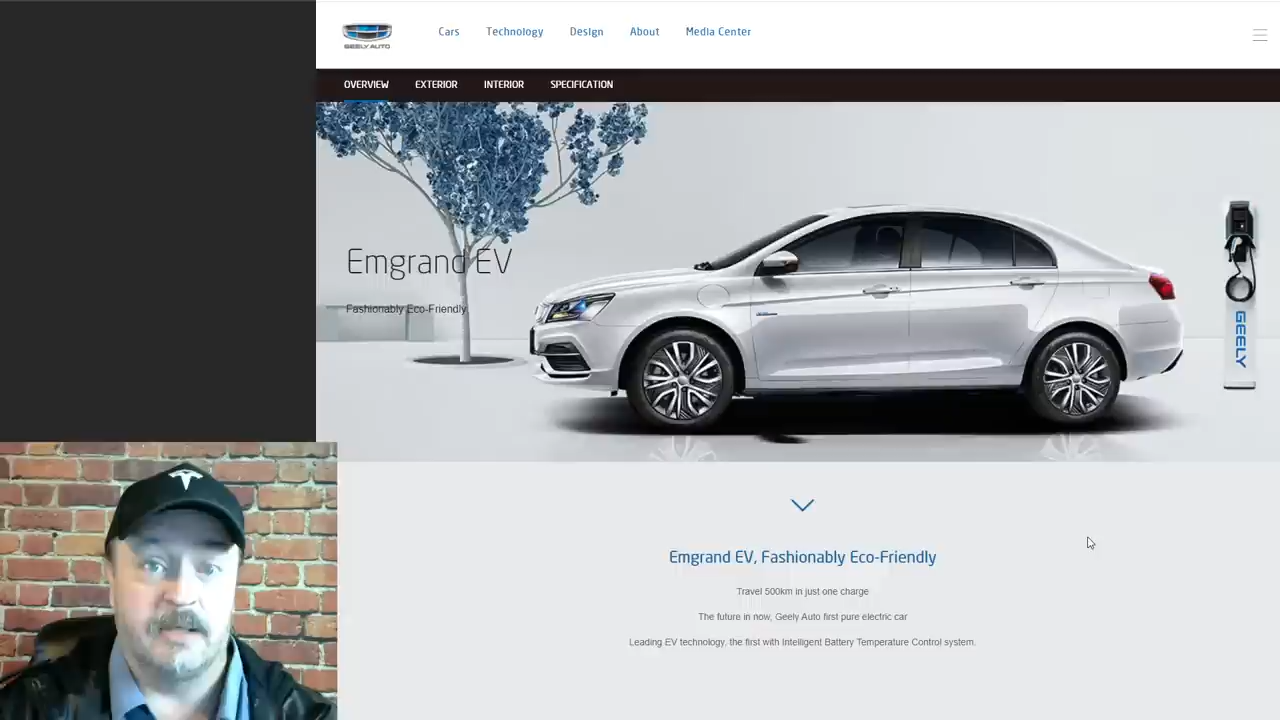 GEELY AUTO
Cars Technology Design About Media Center
OVERVIEW EXTERIOR INTERIOR SPECIFICATION
Emgrand EV
Fashionably Eco-Friendly
GEELY
Emgrand EV, Fashionably Eco-Friendly
Travel 500km in just one charge
The future in now, Geely Auto first pure electric car
Leading EV technology, the first with Intelligent Battery Temperature Control system.